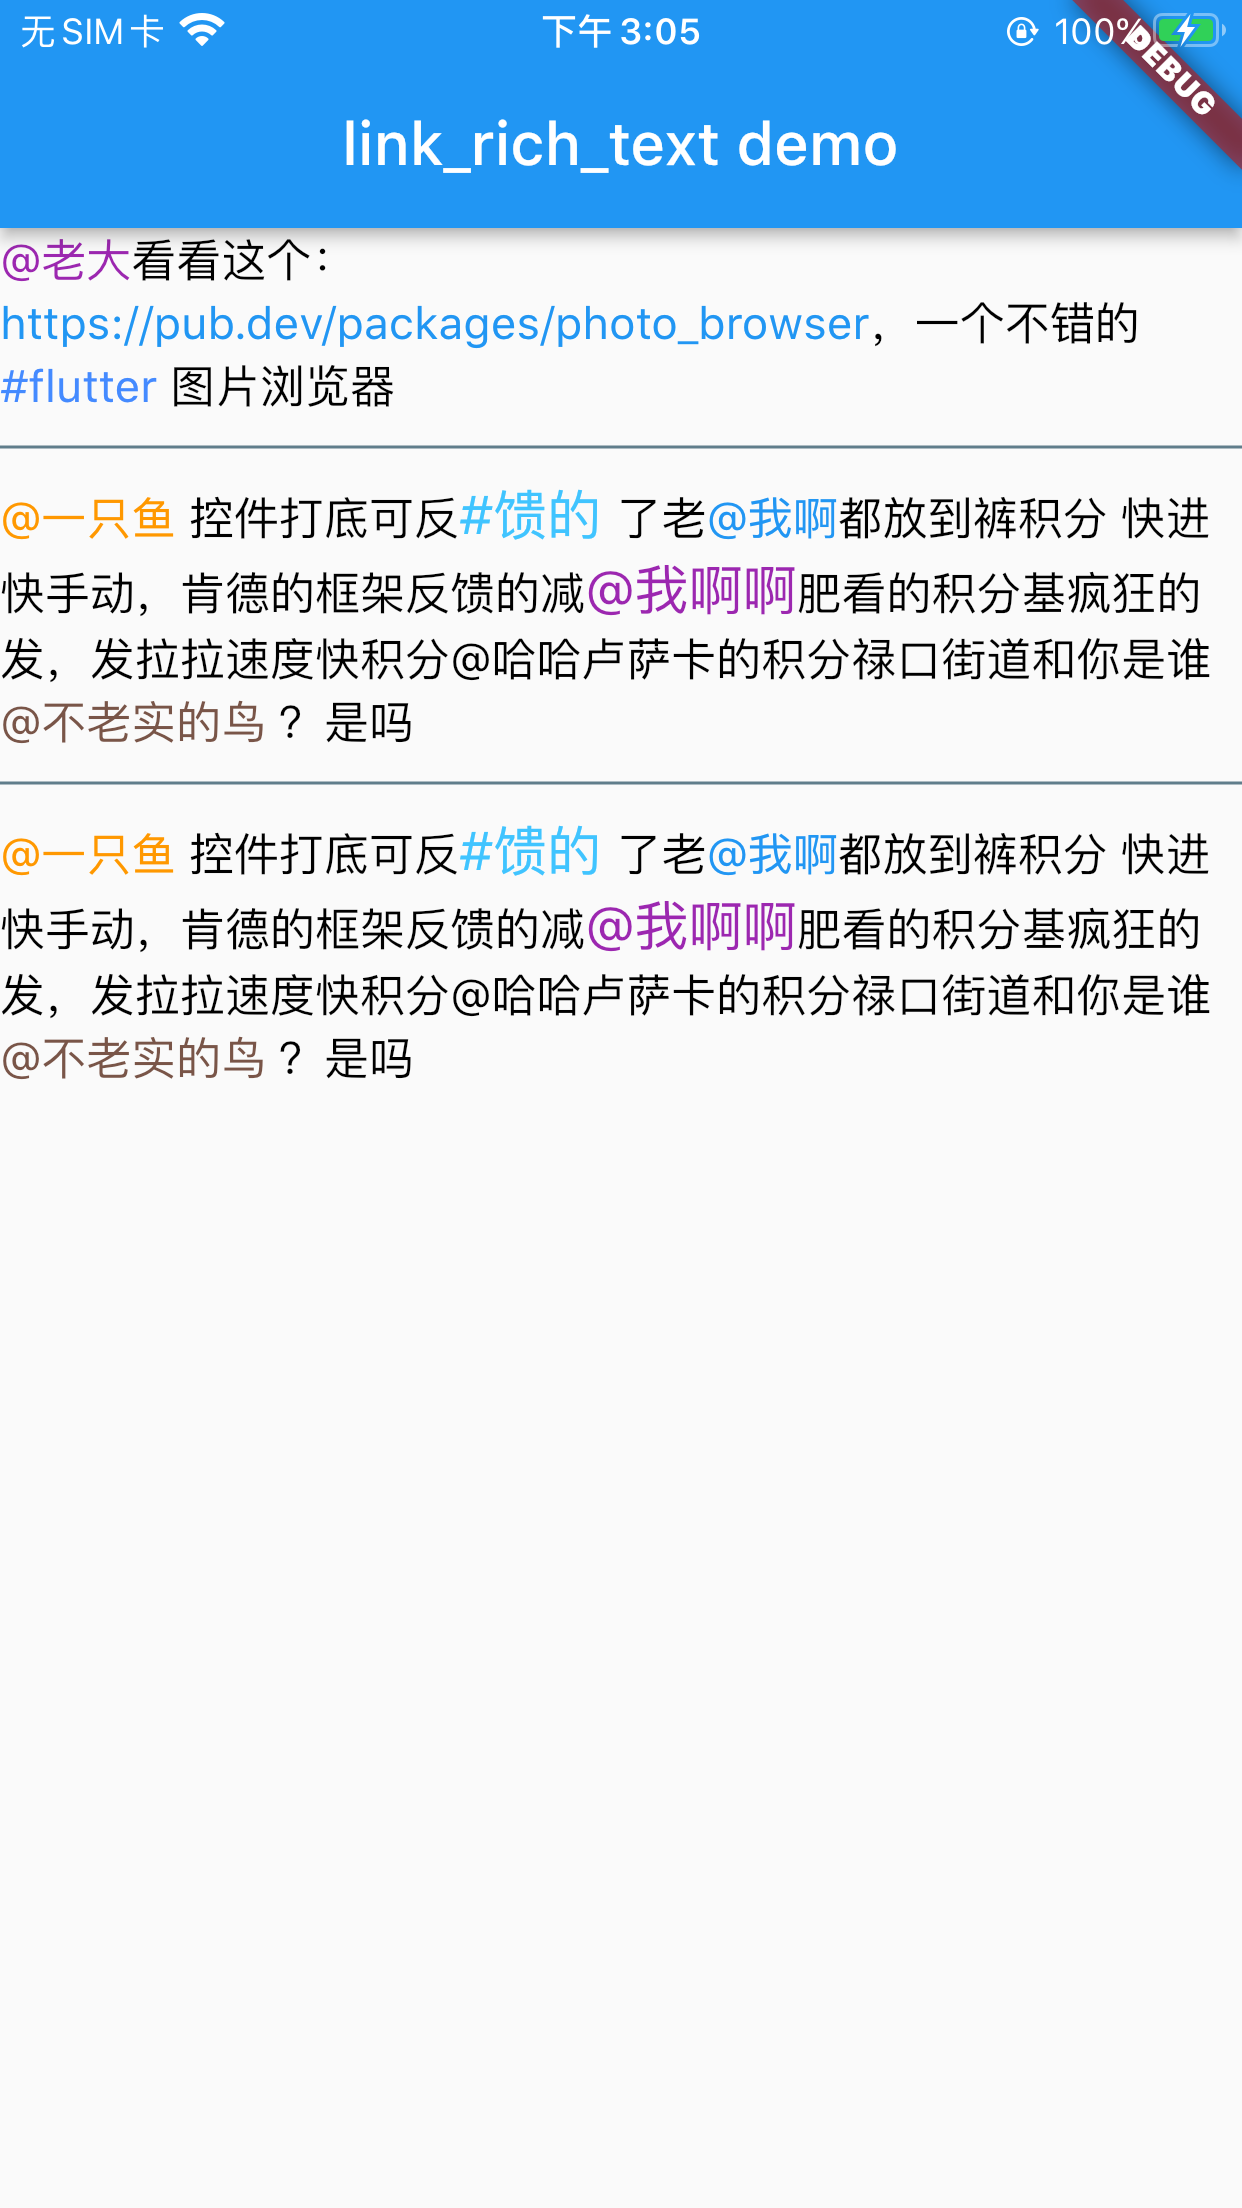 无 SIM 卡 下午 3:05 100%
DEBUG
link_rich_text demo
@老大看看这个：
https://pub.dev/packages/photo_browser，一个不错的
#flutter 图片浏览器
@一只鱼 控件打底可反#馈的 了老@我啊都放到裤积分 快进
快手动，肯德的框架反馈的减@我啊啊肥看的积分基疯狂的
发，发拉拉速度快积分@哈哈卢萨卡的积分禄口街道和你是谁
@不老实的鸟 ？是吗
@一只鱼 控件打底可反#馈的 了老@我啊都放到裤积分 快进
快手动，肯德的框架反馈的减@我啊啊肥看的积分基疯狂的
发，发拉拉速度快积分@哈哈卢萨卡的积分禄口街道和你是谁
@不老实的鸟 ？是吗